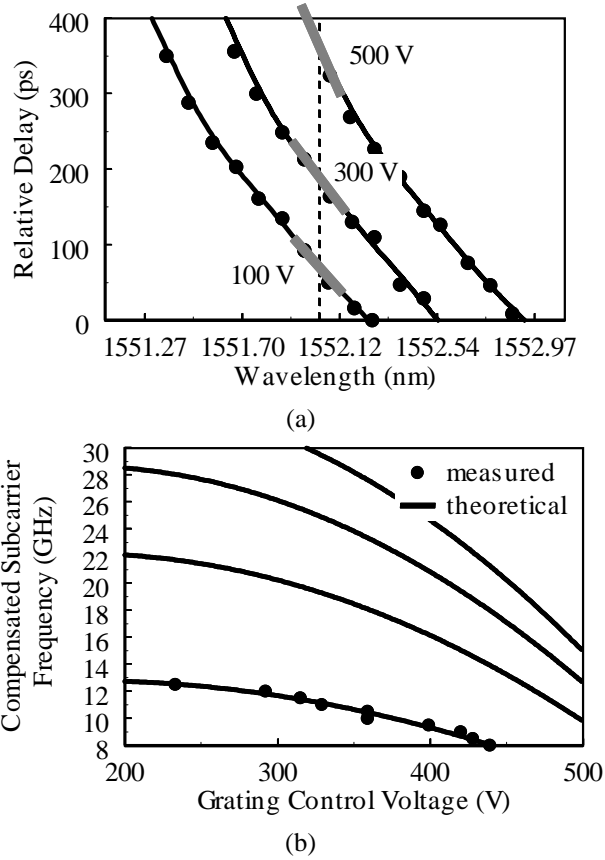 400
300
200
100
0
Relative Delay (ps)
500 V
300 V
100 V
1551.27 1551.70 1552.12 1552.54 1552.97
Wavelength (nm)
(a)
30
28
26
24
22
20
18
16
14
12
10
8
Compensated Subcarrier
Frequency (GHz)
measured
theoretical
200 300 400 500
Grating Control Voltage (V)
(b)